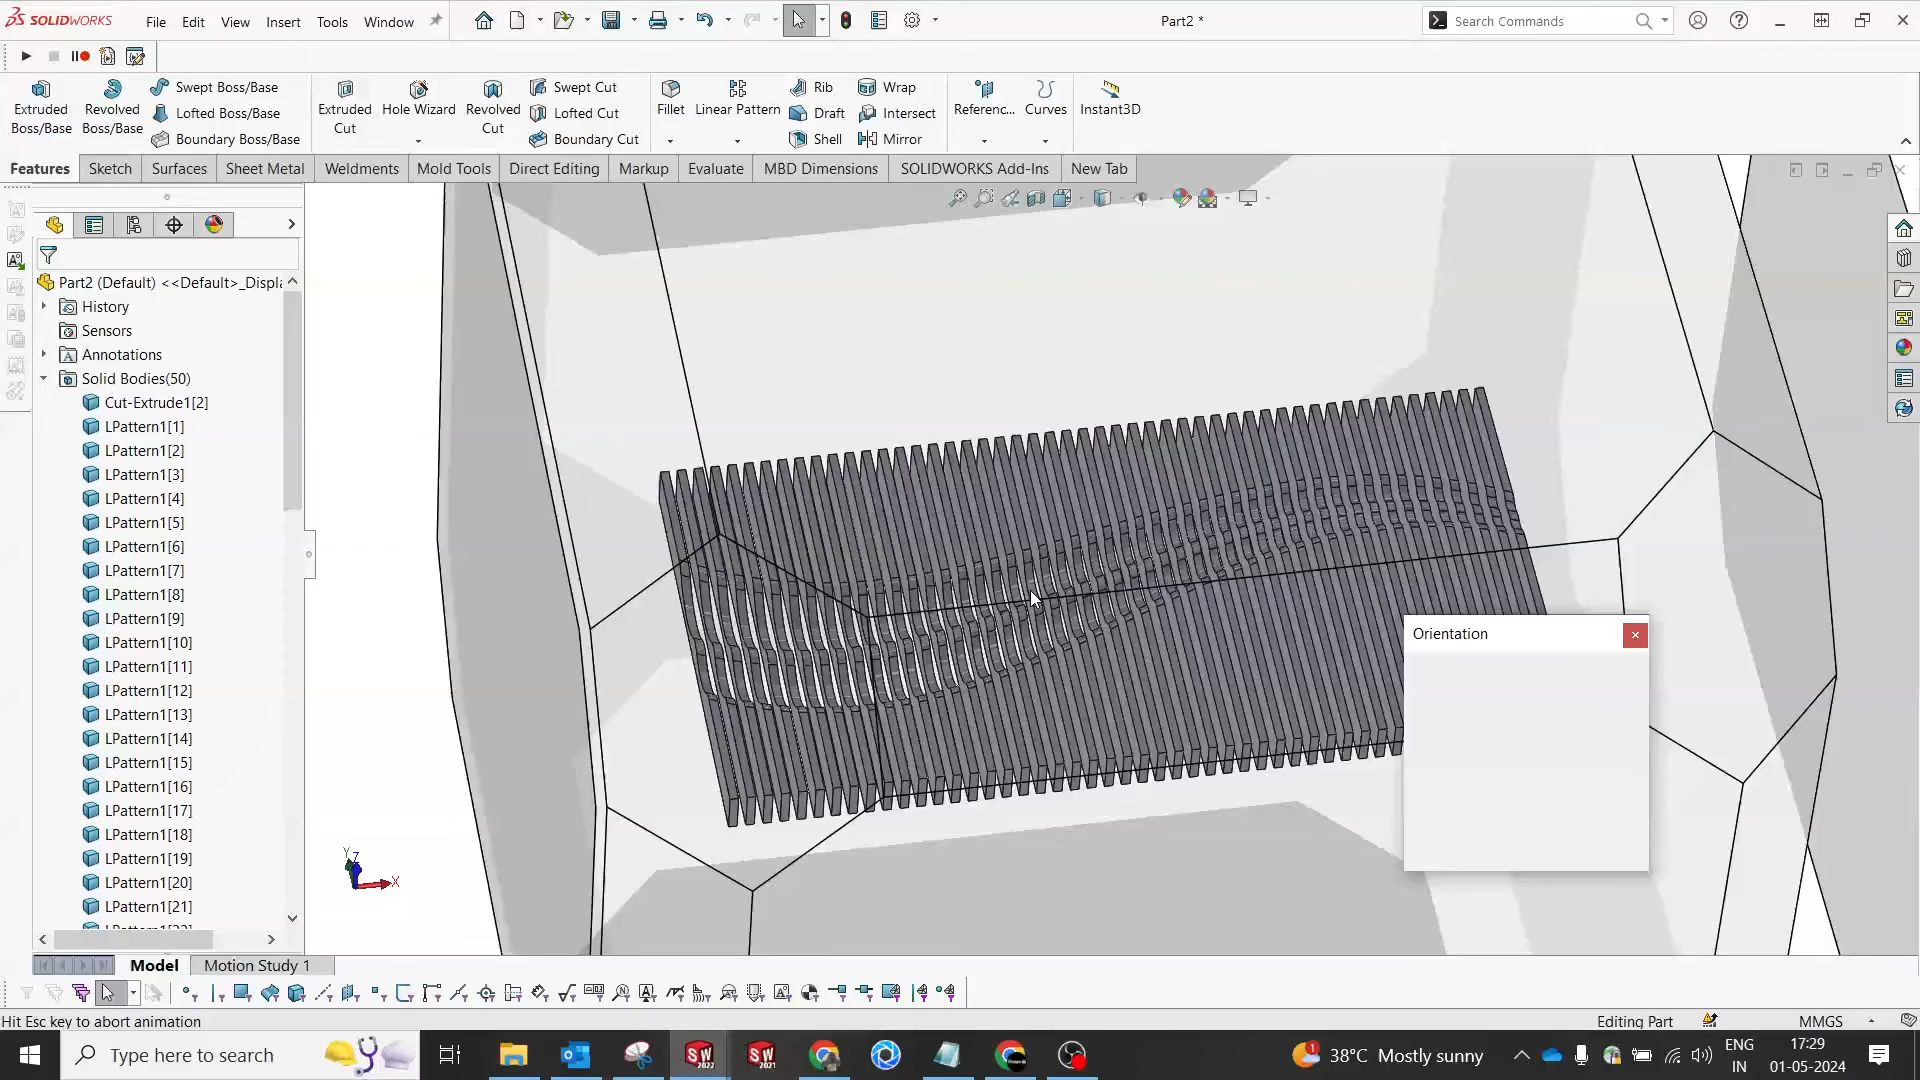 SOLIDWORKS File Edit View Insert Tools Window Part2 * Search Commands
Extruded Boss/Base
Revolved Boss/Base
Swept Boss/Base
Lofted Boss/Base
Boundary Boss/Base
Extruded Cut
Hole Wizard
Revolved Cut
Swept Cut
Lofted Cut
Boundary Cut
Fillet
Linear Pattern
Rib
Draft
Shell
Wrap
Intersect
Mirror
Referenc...
Curves
Instant3D
Features Sketch Surfaces Sheet Metal Weldments Mold Tools Direct Editing Markup Evaluate MBD Dimensions SOLIDWORKS Add-Ins New Tab
Part2 (Default) <<Default>_Displa
History
Sensors
Annotations
Solid Bodies(50)
Cut-Extrude1[2]
LPattern1[1]
LPattern1[2]
LPattern1[3]
LPattern1[4]
LPattern1[5]
LPattern1[6]
LPattern1[7]
LPattern1[8]
LPattern1[9]
LPattern1[10]
LPattern1[11]
LPattern1[12]
LPattern1[13]
LPattern1[14]
LPattern1[15]
LPattern1[16]
LPattern1[17]
LPattern1[18]
LPattern1[19]
LPattern1[20]
LPattern1[21]
Orientation
Y
Z
X
Model Motion Study 1
Hit Esc key to abort animation Editing Part MMGS
Type here to search
SW 2022
SW 2021
1 38°C Mostly sunny
ENG
IN
17:29
01-05-2024